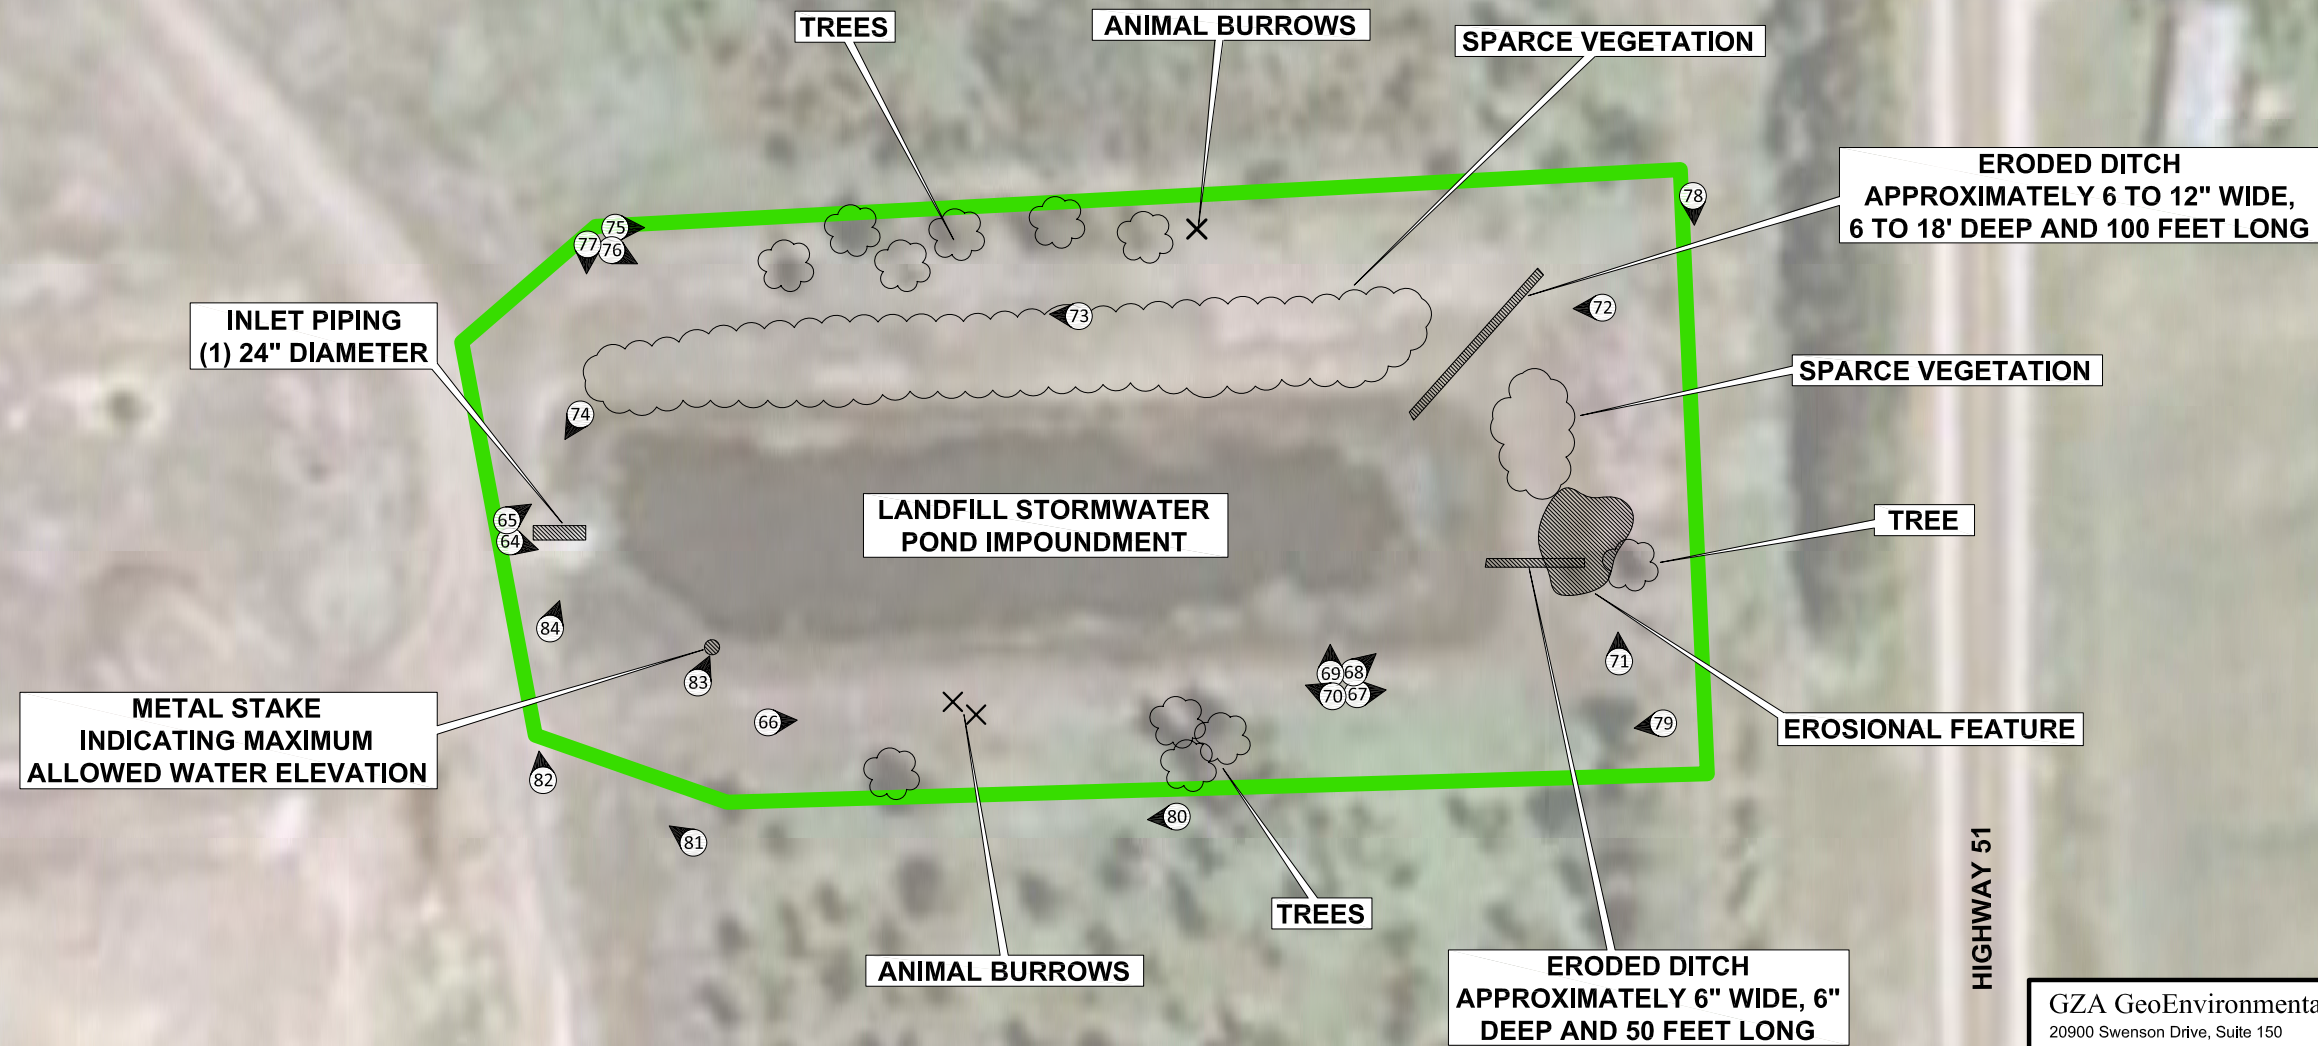 TREES
ANIMAL BURROWS
SPARCE VEGETATION
ERODED DITCH
APPROXIMATELY 6 TO 12" WIDE,
6 TO 18' DEEP AND 100 FEET LONG
78
75
77
76
INLET PIPING
(1) 24" DIAMETER
73
72
SPARCE VEGETATION
74
LANDFILL STORMWATER
POND IMPOUNDMENT
65
64
TREE
84
83
69
68
70
67
71
METAL STAKE
INDICATING MAXIMUM
ALLOWED WATER ELEVATION
66
79
EROSIONAL FEATURE
82
80
81
HIGHWAY 51
TREES
ANIMAL BURROWS
ERODED DITCH
APPROXIMATELY 6" WIDE, 6"
DEEP AND 50 FEET LONG
GZA GeoEnvironmenta
20900 Swenson Drive, Suite 150